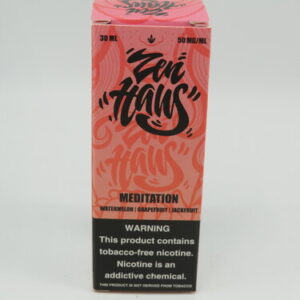 30 ML 50 MG/ML
Zen
Haus
MEDITATION
WATERMELON | GRAPEFRUIT | JACKFRUIT
WARNING
This product contains
tobacco-free nicotine.
Nicotine is an
addictive chemical.
THIS PRODUCT IS NOT DERIVED FROM TOBACCO